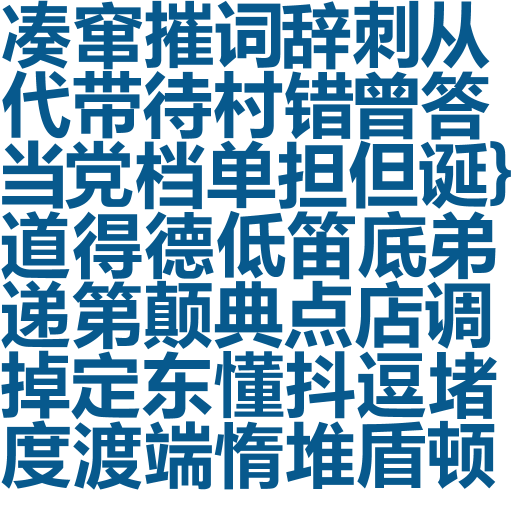 凑窜摧词辞刺从
代带待村错曾答
当党档单担但诞}
道得德低笛底弟
递第颠典点店调
掉定东懂抖逗堵
度渡端惰堆盾顿